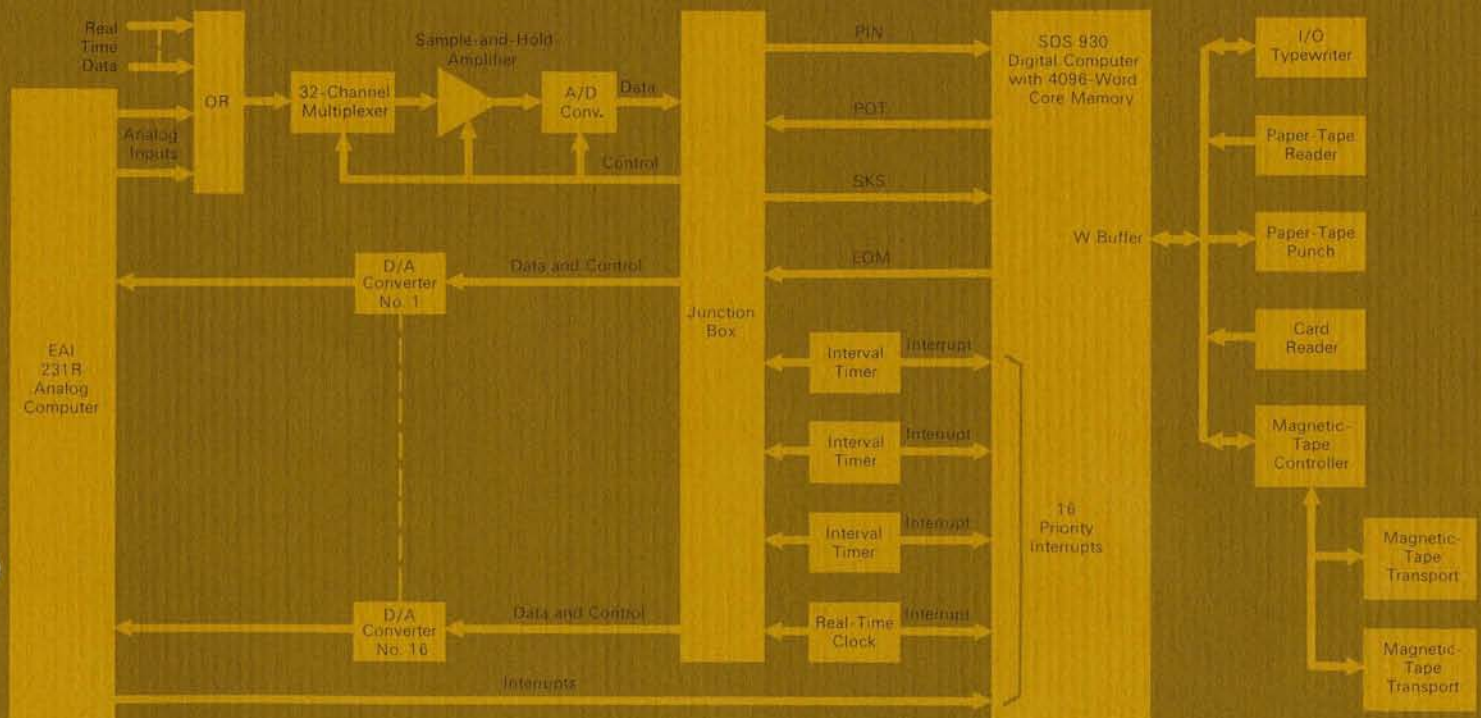 Real
Time
Data
OR
Analog
Inputs
32-Channel
Multiplexer
Sample-and-Hold-
Amplifier
A/D
Conv.
Data
Control
EAI
231R
Analog
Computer
D/A
Converter
No. 1
Data and Control
D/A
Converter
No. 16
Data and Control
Interrupts
Junction
Box
PIN
POT
SKS
EOM
Interval
Timer
Interrupt
Interval
Timer
Interrupt
Interval
Timer
Interrupt
Real-Time
Clock
Interrupt
SDS 930
Digital Computer
with 4096-Word
Core Memory
W Buffer
16
Priority
Interrupts
I/O
Typewriter
Paper-Tape
Reader
Paper-Tape
Punch
Card
Reader
Magnetic-
Tape
Controller
Magnetic-
Tape
Transport
Magnetic-
Tape
Transport